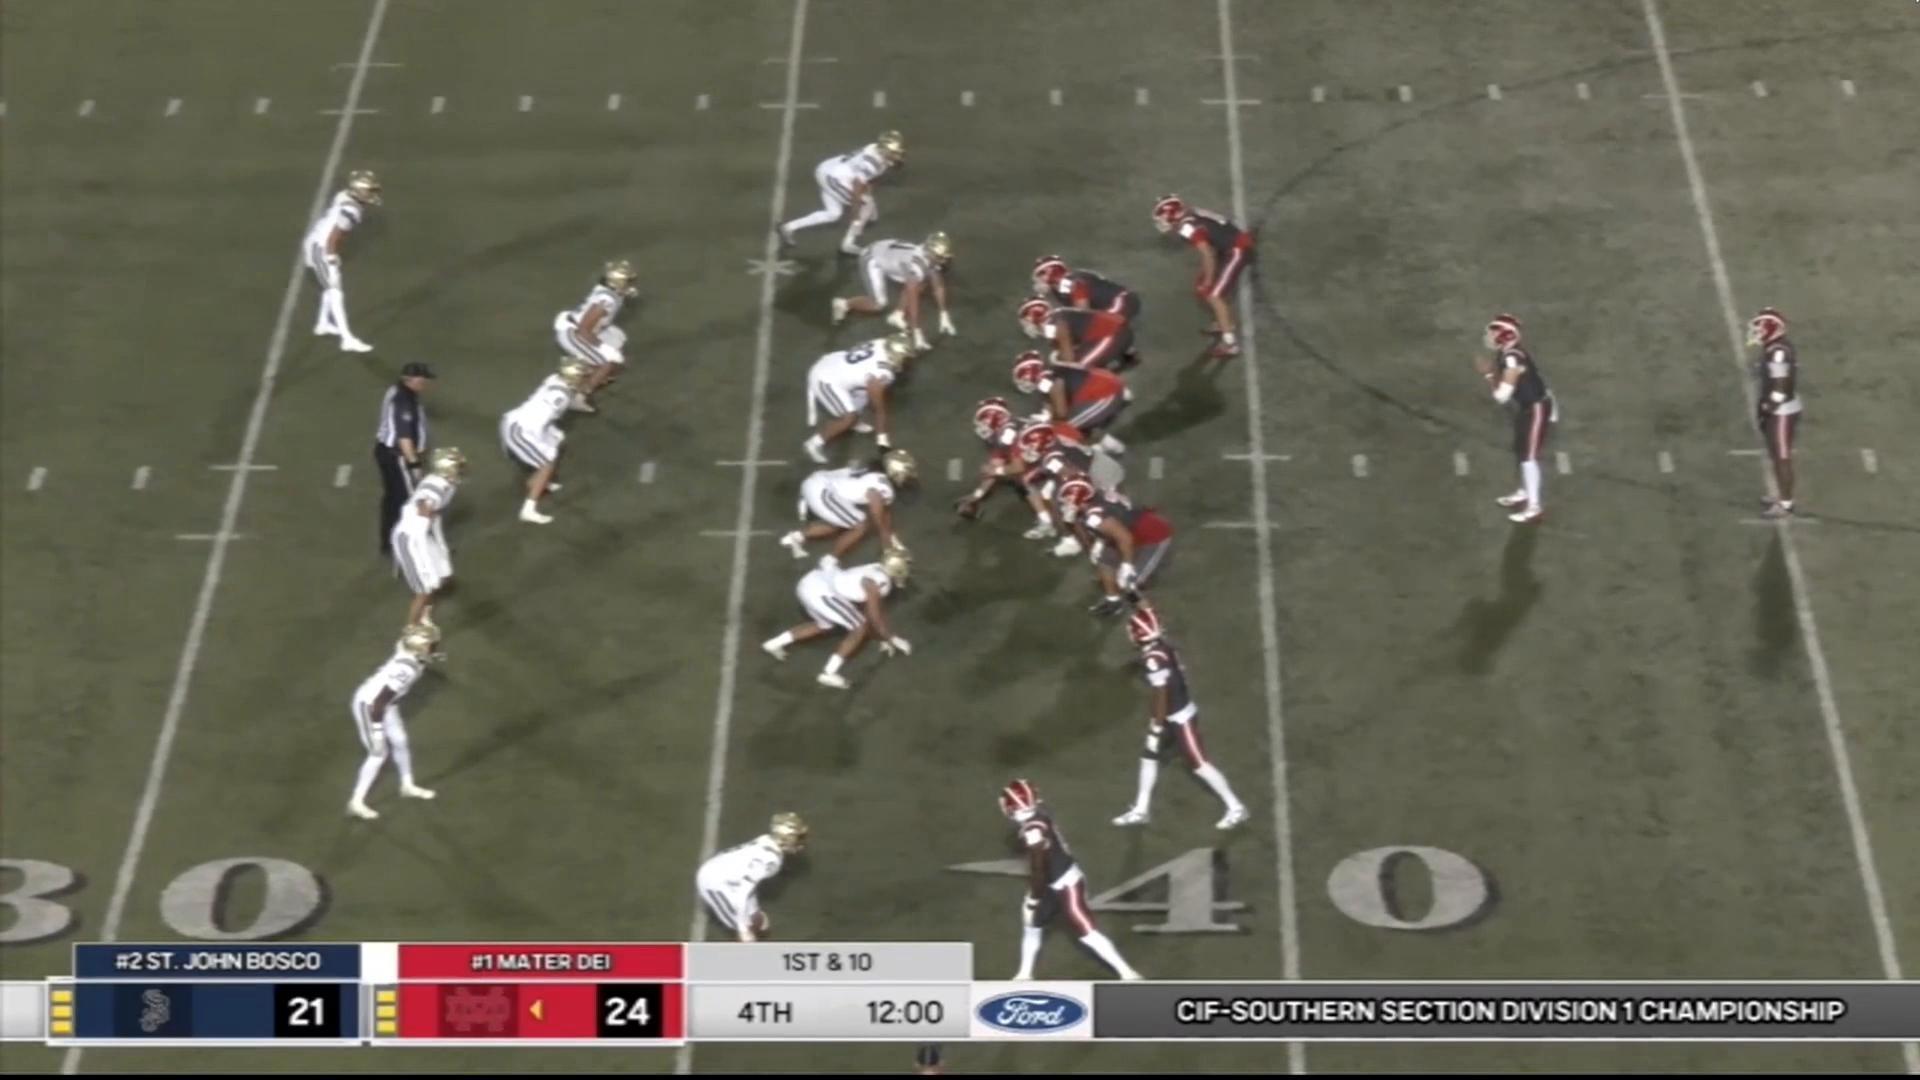 30
40
#2 ST. JOHN BOSCO
#1 MATER DEI
1ST & 10
21
24
4TH
12:00
Ford
CIF-SOUTHERN SECTION DIVISION 1 CHAMPIONSHIP